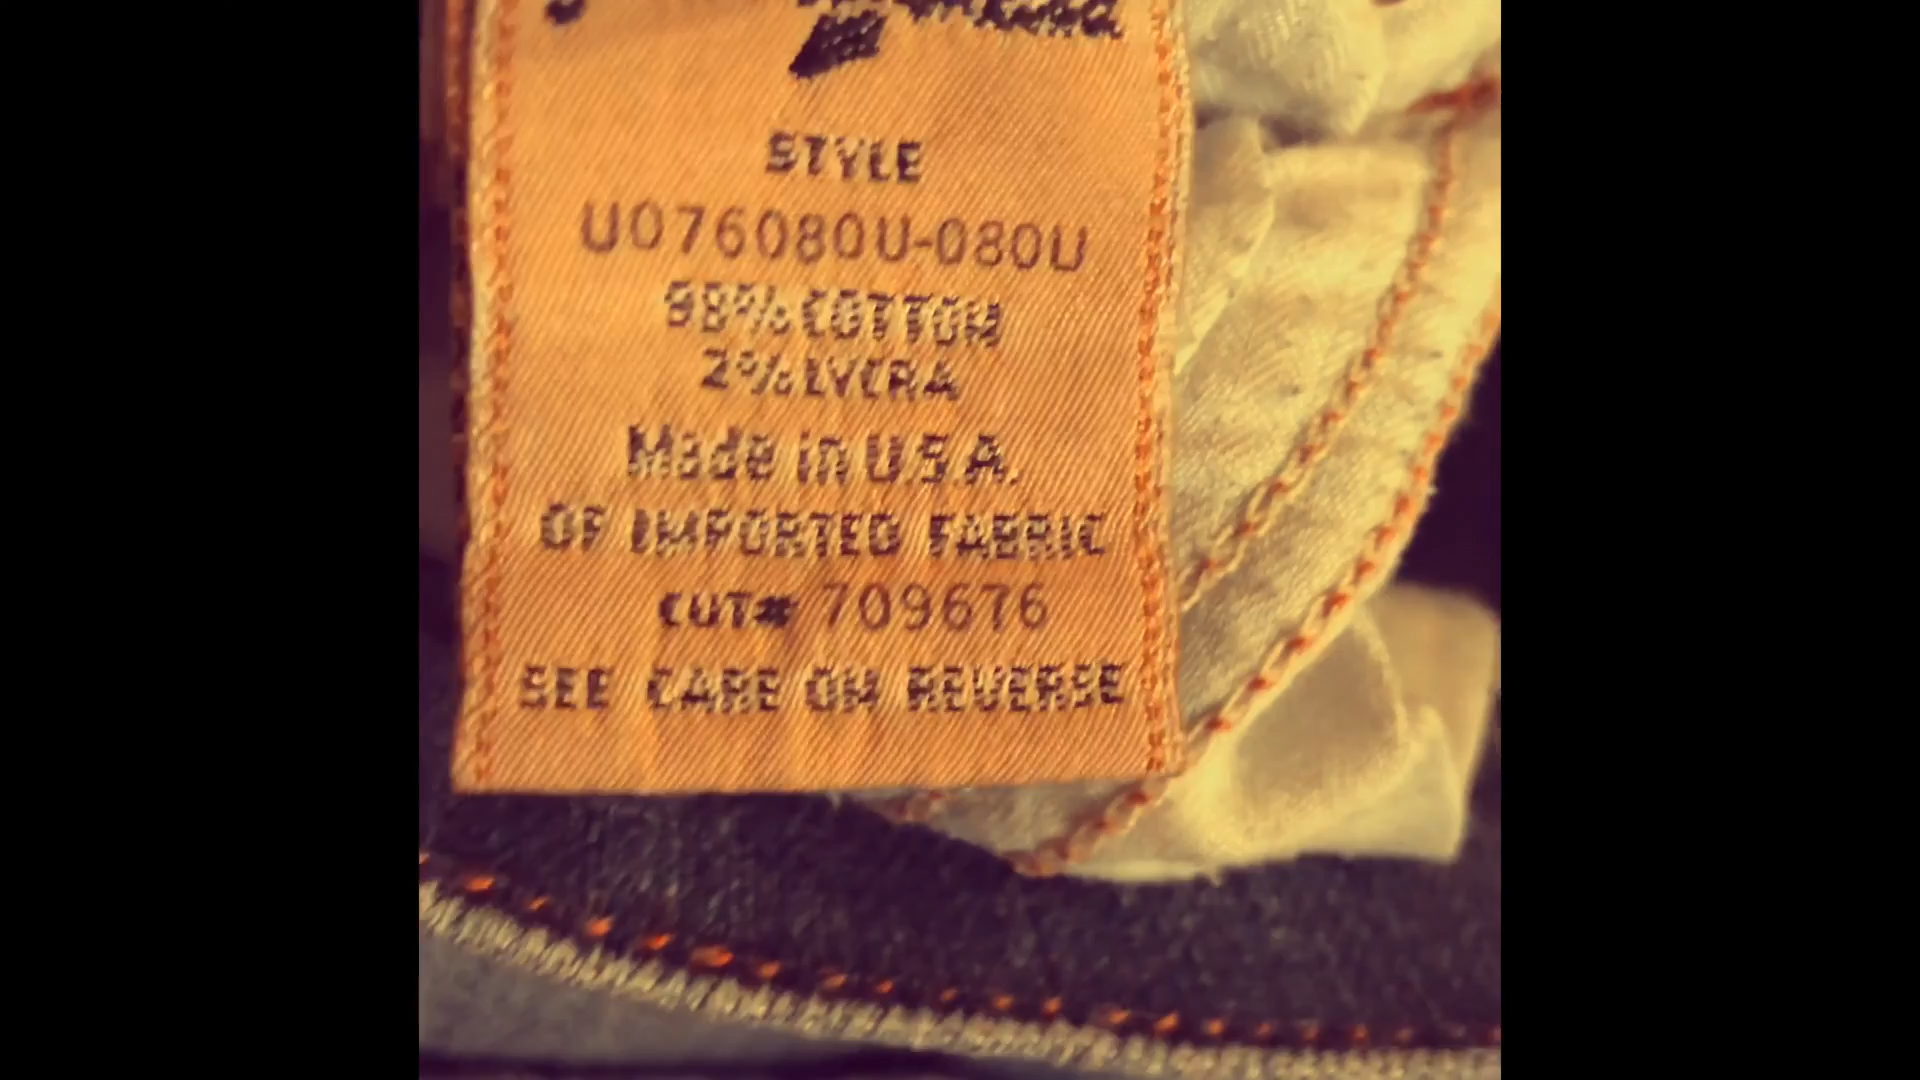 STYLE
U076080U-080U
98% COTTON
2% LYCRA
Made in U.S.A.
OF IMPORTED FABRIC
CUT# 709676
SEE CARE ON REVERSE